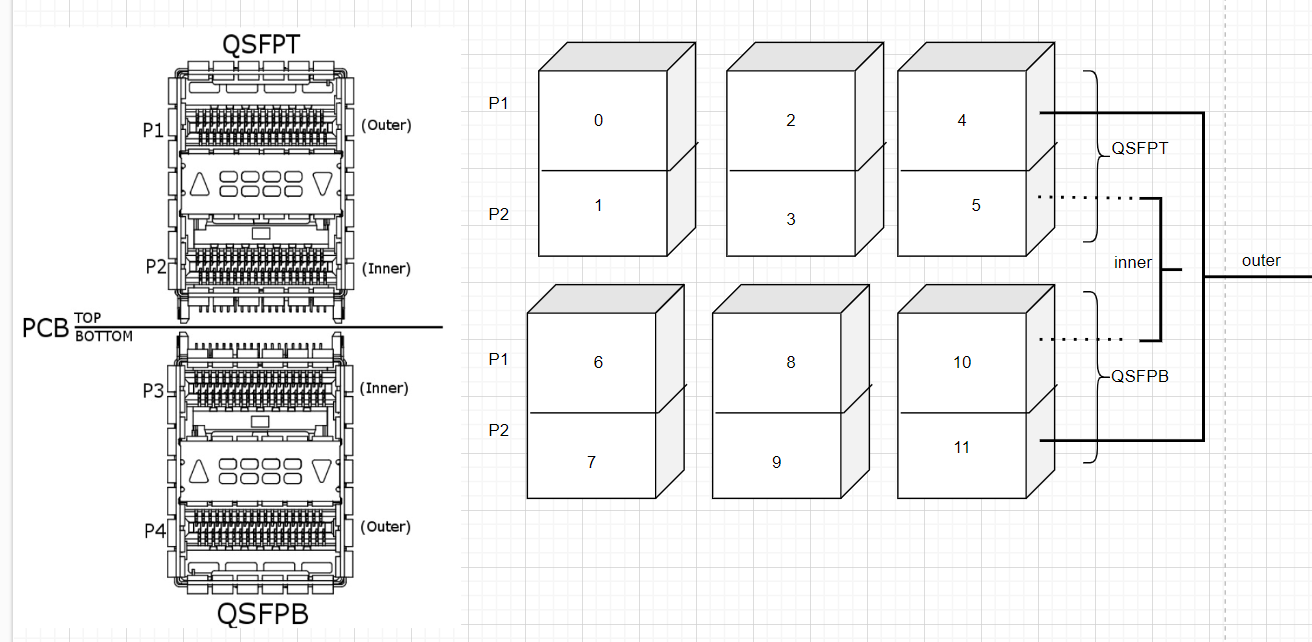 QSFPT
P1
(Outer)
P2
(Inner)
PCB TOP
BOTTOM
P3
(Inner)
P4
(Outer)
QSFPB
P1
0
2
4
QSFPT
P2
1
3
5
inner
outer
P1
6
8
10
QSFPB
P2
7
9
11